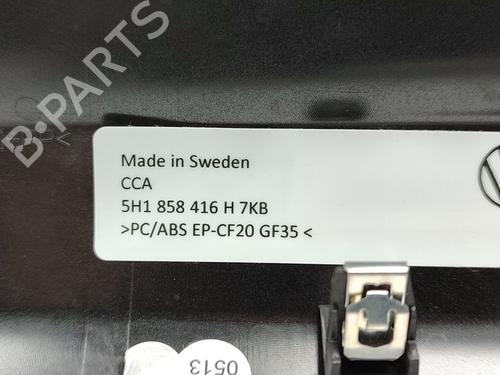 B-PARTS
Made in Sweden
CCA
5H1 858 416 H 7KB
>PC/ABS EP-CF20 GF35<
0513